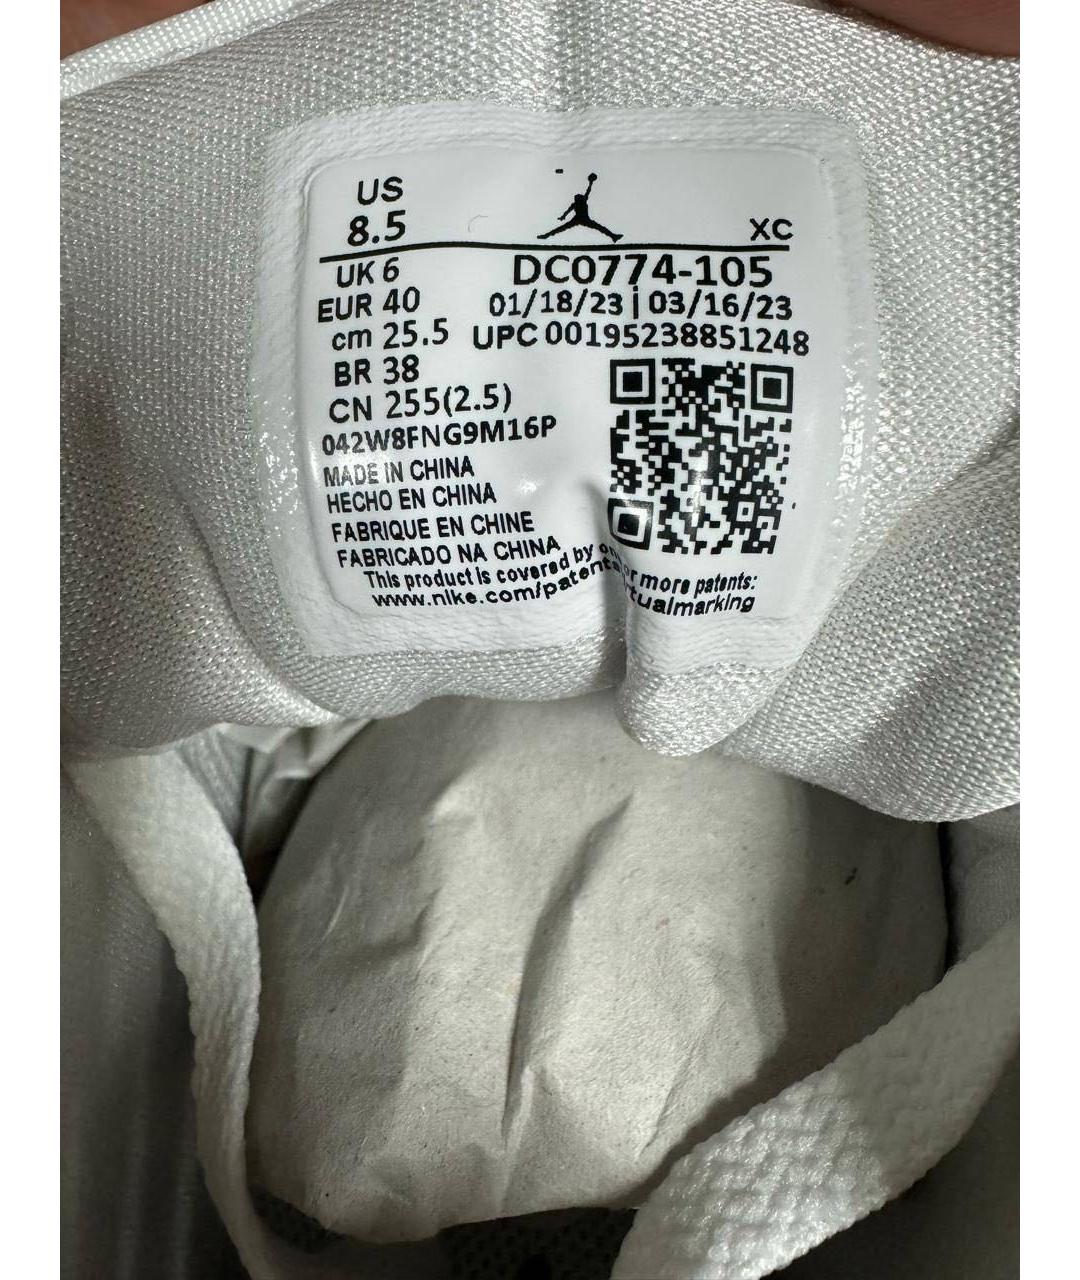 US
8.5
XC
UK 6
DC0774-105
EUR 40
01/18/23 | 03/16/23
cm 25.5
UPC 00195238851248
BR 38
CN 255(2.5)
042W8FNG9M16P
MADE IN CHINA
HECHO EN CHINA
FABRIQUE EN CHINE
FABRICADO NA CHINA
This product is covered by or more patents:
www.nike.com/patent